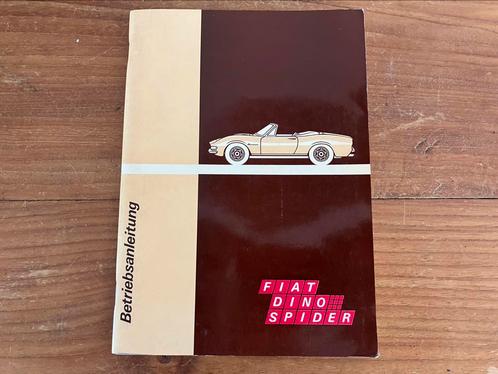 Betriebsanleitung
FIAT
DINO
SPIDER